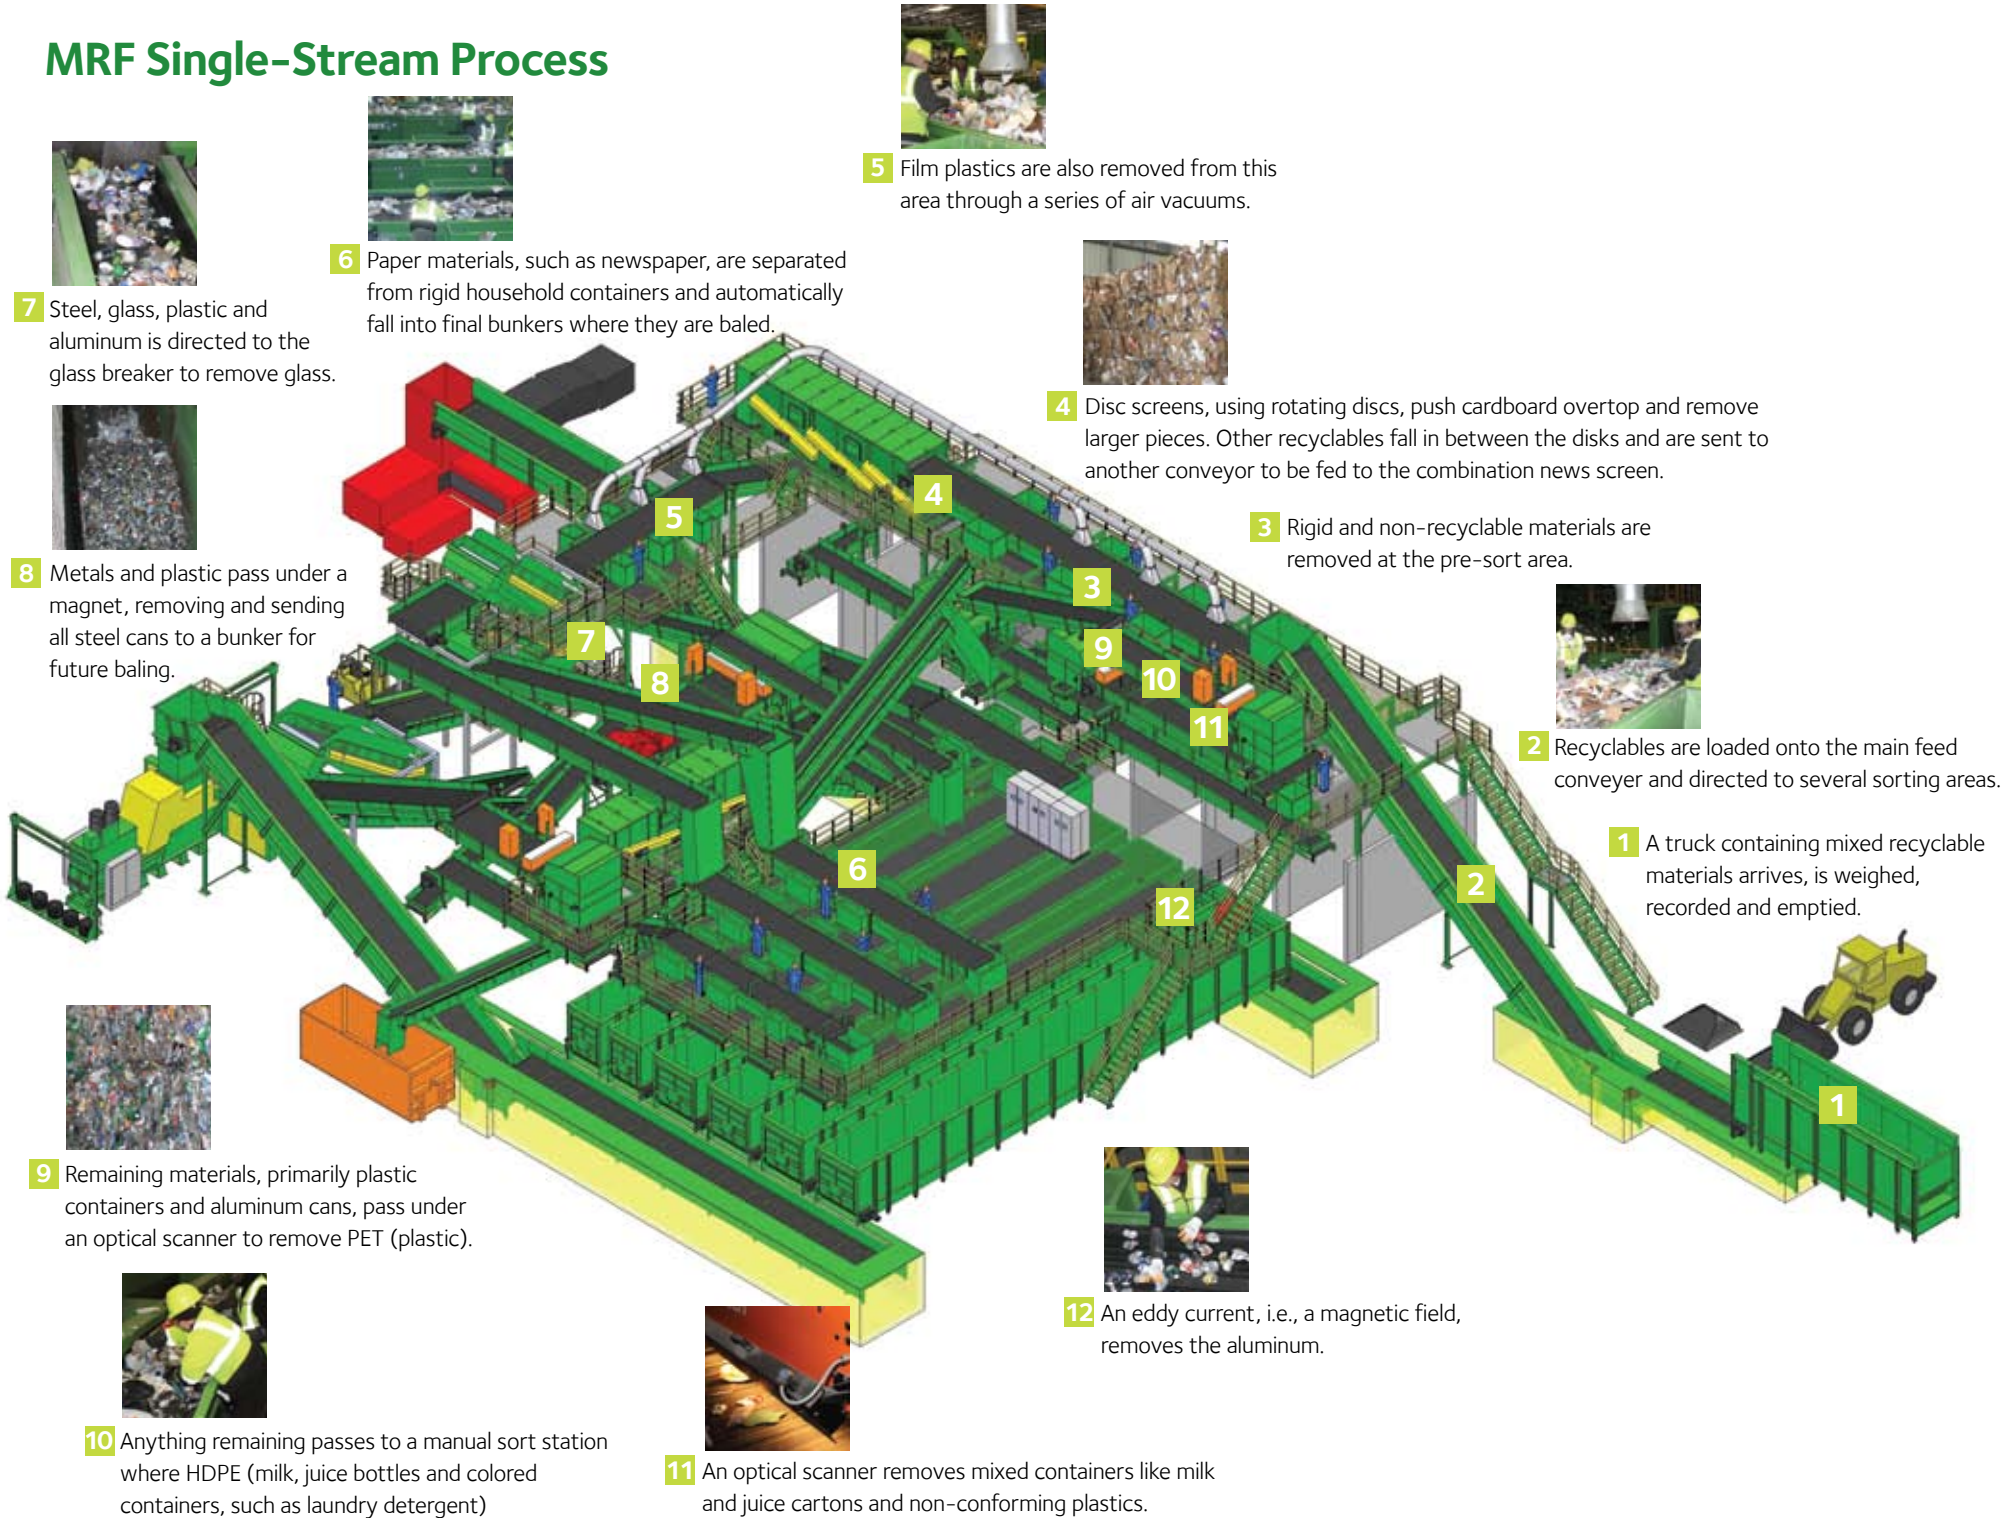 MRF Single-Stream Process
5 Film plastics are also removed from this
area through a series of air vacuums.
6 Paper materials, such as newspaper, are separated
from rigid household containers and automatically
fall into final bunkers where they are baled.
7 Steel, glass, plastic and
aluminum is directed to the
glass breaker to remove glass.
4 Disc screens, using rotating discs, push cardboard overtop and remove
larger pieces. Other recyclables fall in between the disks and are sent to
another conveyor to be fed to the combination news screen.
3 Rigid and non-recyclable materials are
removed at the pre-sort area.
8 Metals and plastic pass under a
magnet, removing and sending
all steel cans to a bunker for
future baling.
2 Recyclables are loaded onto the main feed
conveyer and directed to several sorting areas.
1 A truck containing mixed recyclable
materials arrives, is weighed,
recorded and emptied.
4
5
3
7
9
8
10
11
6
2
12
1
9 Remaining materials, primarily plastic
containers and aluminum cans, pass under
an optical scanner to remove PET (plastic).
12 An eddy current, i.e., a magnetic field,
removes the aluminum.
10 Anything remaining passes to a manual sort station
where HDPE (milk, juice bottles and colored
containers, such as laundry detergent)
11 An optical scanner removes mixed containers like milk
and juice cartons and non-conforming plastics.